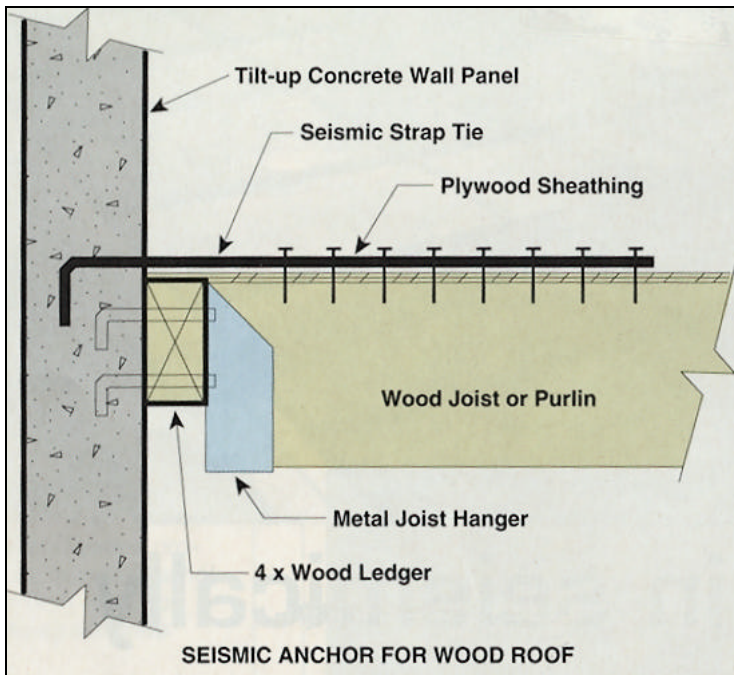 Tilt-up Concrete Wall Panel
Seismic Strap Tie
Plywood Sheathing
Wood Joist or Purlin
Metal Joist Hanger
4 x Wood Ledger
SEISMIC ANCHOR FOR WOOD ROOF